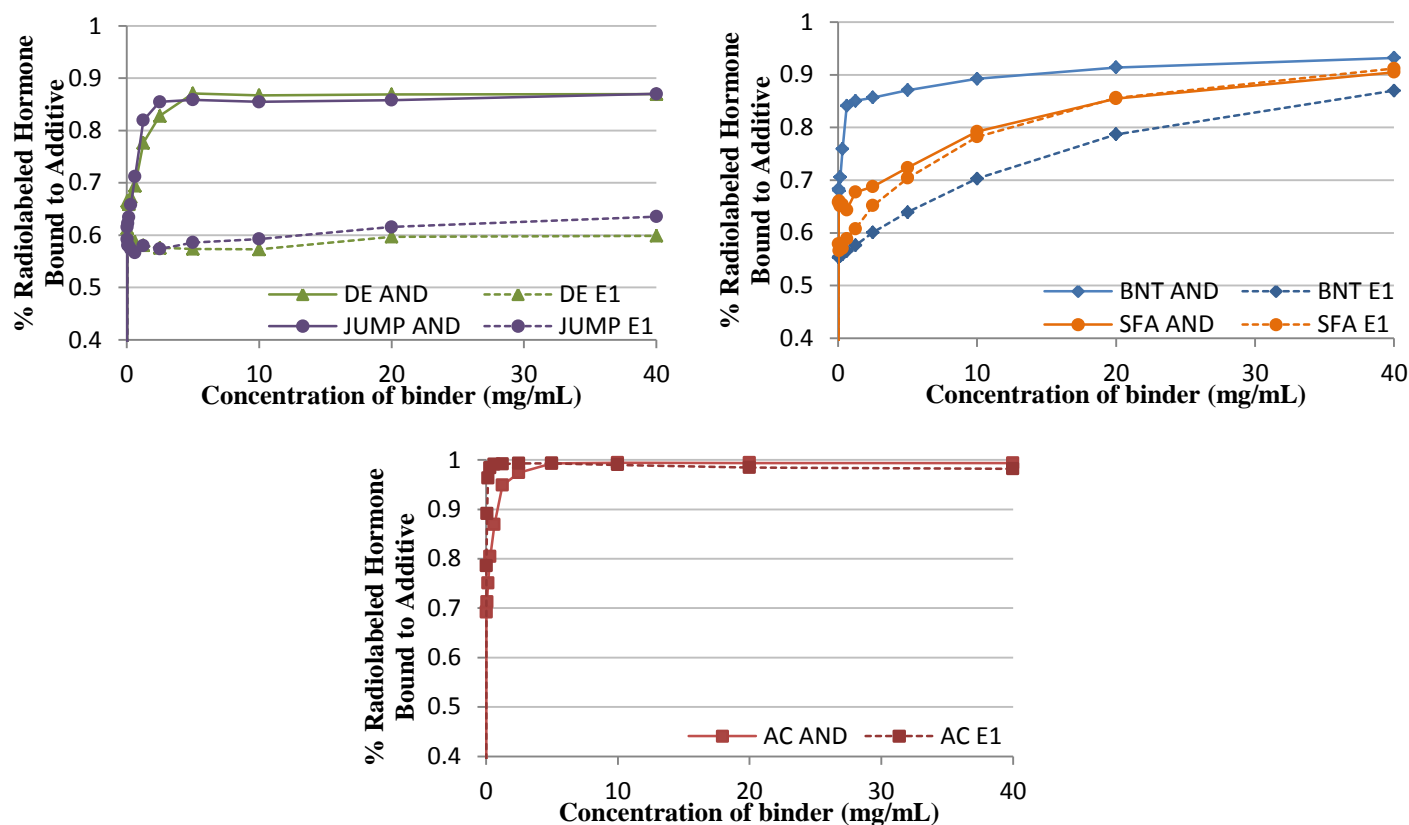 % Radiolabeled Hormone
Bound to Additive
1
0.9
0.8
0.7
0.6
0.5
0.4
DE AND
DE E1
JUMP AND
JUMP E1
0
10
20
30
40
Concentration of binder (mg/mL)
% Radiolabeled Hormone
Bound to Additive
1
0.9
0.8
0.7
0.6
0.5
0.4
BNT AND
BNT E1
SFA AND
SFA E1
0
10
20
30
40
Concentration of binder (mg/mL)
% Radiolabeled Hormone
Bound to Additive
1
0.9
0.8
0.7
0.6
0.5
0.4
AC AND
AC E1
0
10
20
30
40
Concentration of binder (mg/mL)